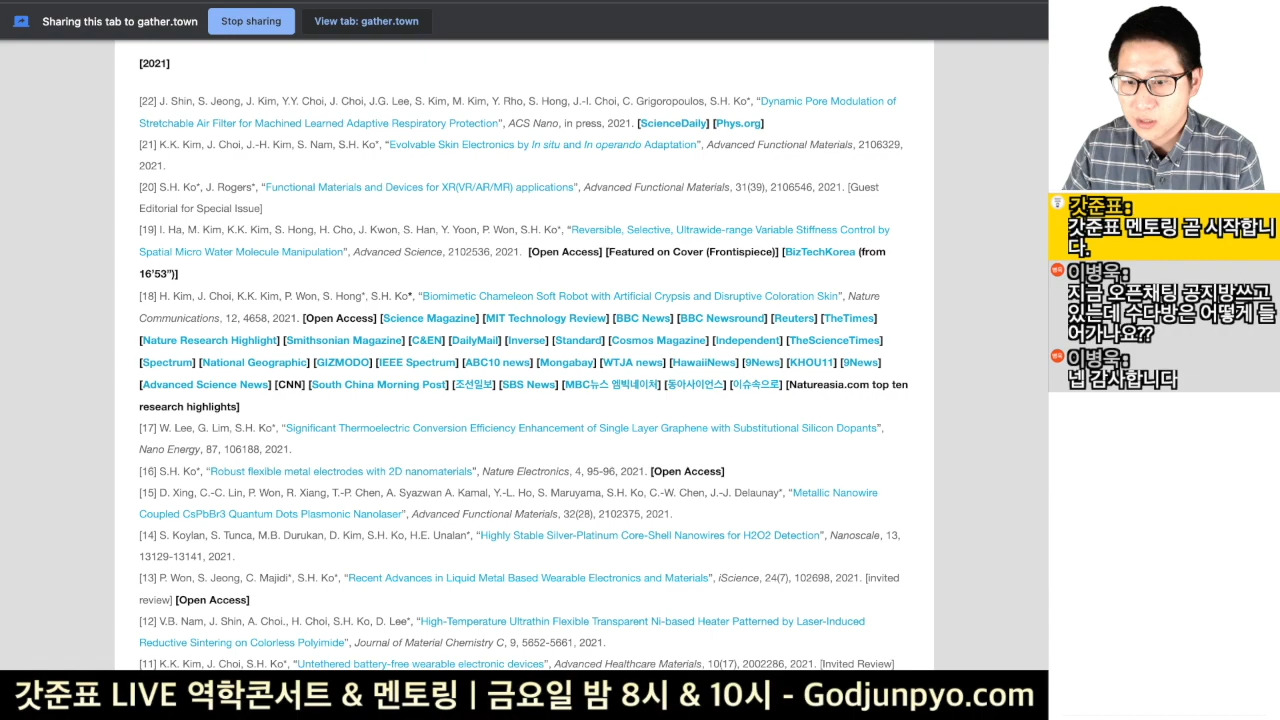 Sharing this tab to gather.town
Stop sharing
View tab: gather.town
[2021]
[22] J. Shin, S. Jeong, J. Kim, Y.Y. Choi, J. Choi, J.G. Lee, S. Kim, M. Kim, Y. Rho, S. Hong, J.-I. Choi, C. Grigoropoulos, S.H. Ko*, “Dynamic Pore Modulation of
Stretchable Air Filter for Machined Learned Adaptive Respiratory Protection”, ACS Nano, in press, 2021. [ScienceDaily] [Phys.org]
[21] K.K. Kim, J. Choi, J.-H. Kim, S. Nam, S.H. Ko*, “Evolvable Skin Electronics by In situ and In operando Adaptation”, Advanced Functional Materials, 2106329,
2021.
[20] S.H. Ko*, J. Rogers*, “Functional Materials and Devices for XR(VR/AR/MR) applications”, Advanced Functional Materials, 31(39), 2106546, 2021. [Guest
Editorial for Special Issue]
[19] I. Ha, M. Kim, K.K. Kim, S. Hong, H. Cho, J. Kwon, S. Han, Y. Yoon, P. Won, S.H. Ko*, “Reversible, Selective, Ultrawide-range Variable Stiffness Control by
Spatial Micro Water Molecule Manipulation”, Advanced Science, 2102536, 2021. [Open Access] [Featured on Cover (Frontispiece)] [BizTechKorea (from
16’53”)]
[18] H. Kim, J. Choi, K.K. Kim, P. Won, S. Hong*, S.H. Ko*, “Biomimetic Chameleon Soft Robot with Artificial Crypsis and Disruptive Coloration Skin”, Nature
Communications, 12, 4658, 2021. [Open Access] [Science Magazine] [MIT Technology Review] [BBC News] [BBC Newsround] [Reuters] [TheTimes]
[Nature Research Highlight] [Smithsonian Magazine] [C&EN] [DailyMail] [Inverse] [Standard] [Cosmos Magazine] [Independent] [TheScienceTimes]
[Spectrum] [National Geographic] [GIZMODO] [IEEE Spectrum] [ABC10 news] [Mongabay] [WTJA news] [HawaiiNews] [9News] [KHOU11] [9News]
[Advanced Science News] [CNN] [South China Morning Post] [조선일보] [SBS News] [MBC뉴스 엠빅네이처] [동아사이언스] [이슈속으로] [Natureasia.com top ten
research highlights]
[17] W. Lee, G. Lim, S.H. Ko*, “Significant Thermoelectric Conversion Efficiency Enhancement of Single Layer Graphene with Substitutional Silicon Dopants”,
Nano Energy, 87, 106188, 2021.
[16] S.H. Ko*, “Robust flexible metal electrodes with 2D nanomaterials”, Nature Electronics, 4, 95-96, 2021. [Open Access]
[15] D. Xing, C.-C. Lin, P. Won, R. Xiang, T.-P. Chen, A. Syazwan A. Kamal, Y.-L. Ho, S. Maruyama, S.H. Ko, C.-W. Chen, J.-J. Delaunay*, “Metallic Nanowire
Coupled CsPbBr3 Quantum Dots Plasmonic Nanolaser”, Advanced Functional Materials, 32(28), 2102375, 2021.
[14] S. Koylan, S. Tunca, M.B. Durukan, D. Kim, S.H. Ko, H.E. Unalan*, “Highly Stable Silver-Platinum Core-Shell Nanowires for H2O2 Detection”, Nanoscale, 13,
13129-13141, 2021.
[13] P. Won, S. Jeong, C. Majidi*, S.H. Ko*, “Recent Advances in Liquid Metal Based Wearable Electronics and Materials”, iScience, 24(7), 102698, 2021. [invited
review] [Open Access]
[12] V.B. Nam, J. Shin, A. Choi., H. Choi, S.H. Ko, D. Lee*, “High-Temperature Ultrathin Flexible Transparent Ni-based Heater Patterned by Laser-Induced
Reductive Sintering on Colorless Polyimide”, Journal of Material Chemistry C, 9, 5652-5661, 2021.
[11] K.K. Kim, J. Choi, S.H. Ko*, “Untethered battery-free wearable electronic devices”, Advanced Healthcare Materials, 10(17), 2002286, 2021. [Invited Review]
갓준표:
갓준표 멘토링 곧 시작합니
다.
이병욱:
지금 오픈채팅 공지방쓰고
있는데 수다방은 어떻게 들
어가나요??
이병욱:
넵 감사합니다
갓준표 LIVE 역학콘서트 & 멘토링 | 금요일 밤 8시 & 10시 - Godjunpyo.com